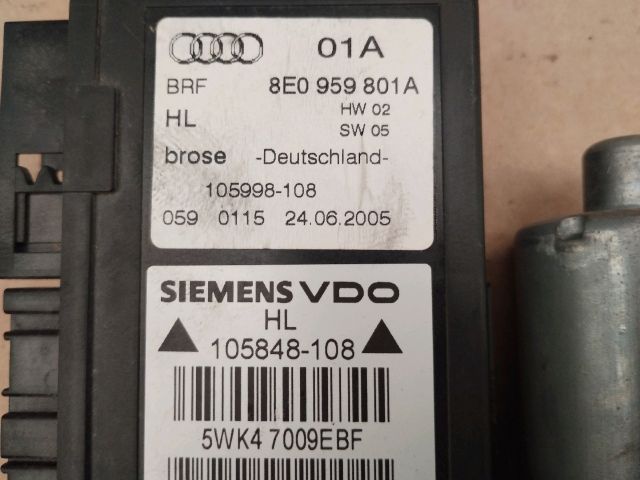 01A
BRF 8E0 959 801A
HL HW 02
SW 05
brose -Deutschland-
105998-108
059 0115 24.06.2005
SIEMENS VDO
HL
105848-108
5WK4 7009EBF